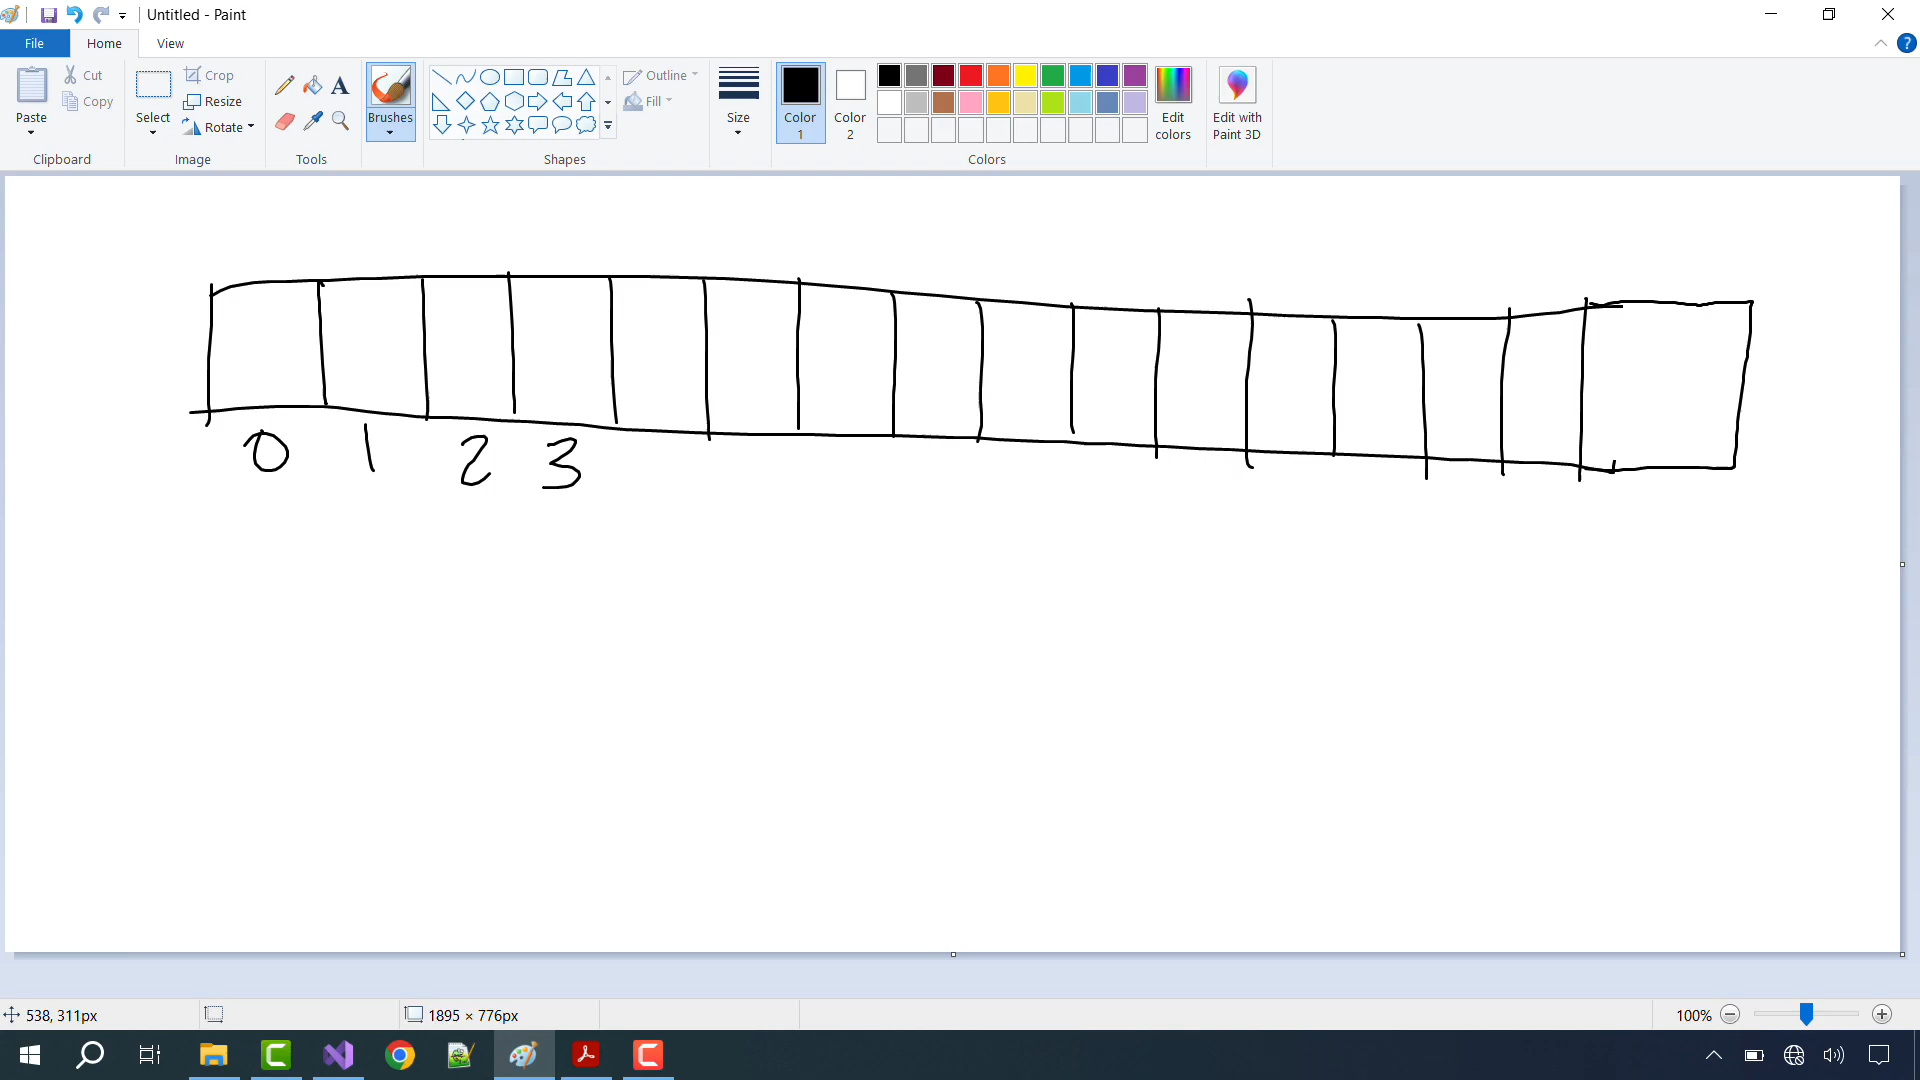 Untitled - Paint
File Home View
Paste
Cut
Copy
Clipboard
Select
Crop
Resize
Rotate
Image
Tools
Brushes
Outline
Fill
Shapes
Size
Color 1
Color 2
Edit colors
Colors
Edit with Paint 3D
0 1 2 3
538, 311px
1895 × 776px
100%